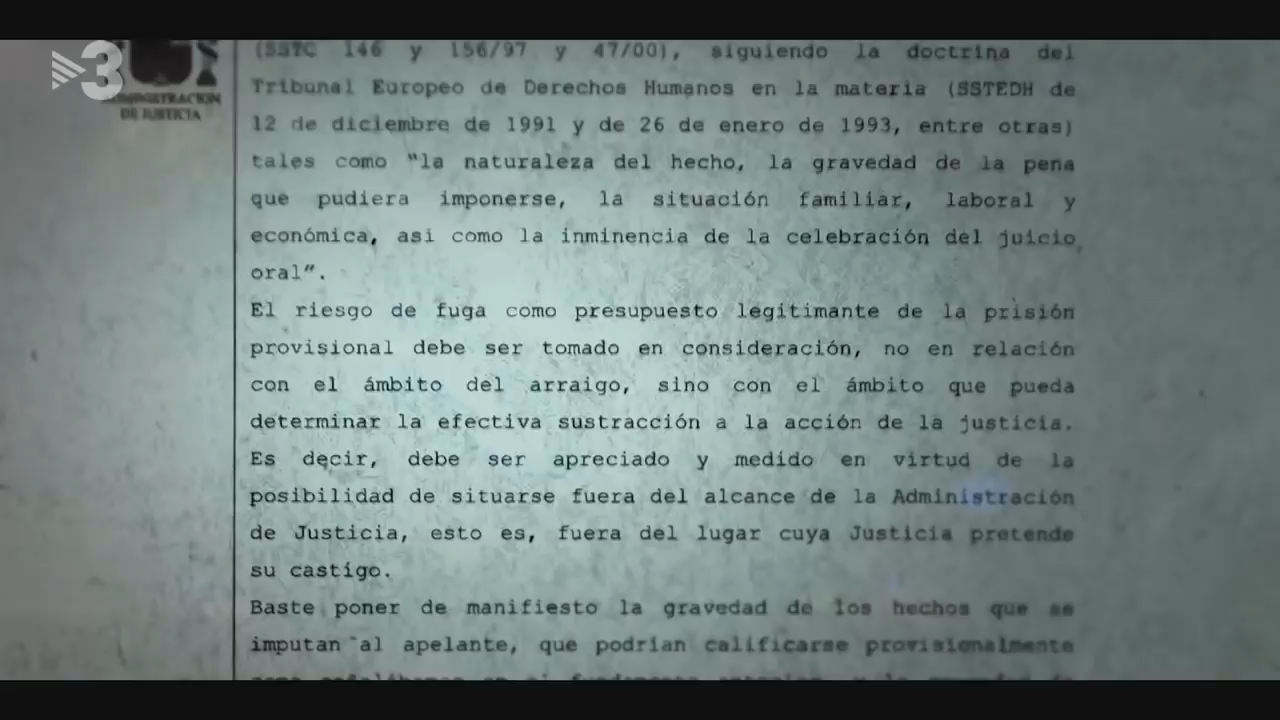 3
ADMINISTRACION
DE JUSTICIA
(SSTC 146 y 156/97 y 47/00), siguiendo la doctrina del
Tribunal Europeo de Derechos Humanos en la materia (SSTEDH de
12 de diciembre de 1991 y de 26 de enero de 1993, entre otras)
tales como "la naturaleza del hecho, la gravedad de la pena
que pudiera imponerse, la situación familiar, laboral y
económica, asi como la inminencia de la celebración del juicio
oral".
El riesgo de fuga como presupuesto legitimante de la prisión
provisional debe ser tomado en consideración, no en relación
con el ámbito del arraigo, sino con el ámbito que pueda
determinar la efectiva sustracción a la acción de la justicia.
Es decir, debe ser apreciado y medido en virtud de la
posibilidad de situarse fuera del alcance de la Administración
de Justicia, esto es, fuera del lugar cuya Justicia pretende
su castigo.
Baste poner de manifiesto la gravedad de los hechos que se
imputan al apelante, que podrian calificarse provisionalmente